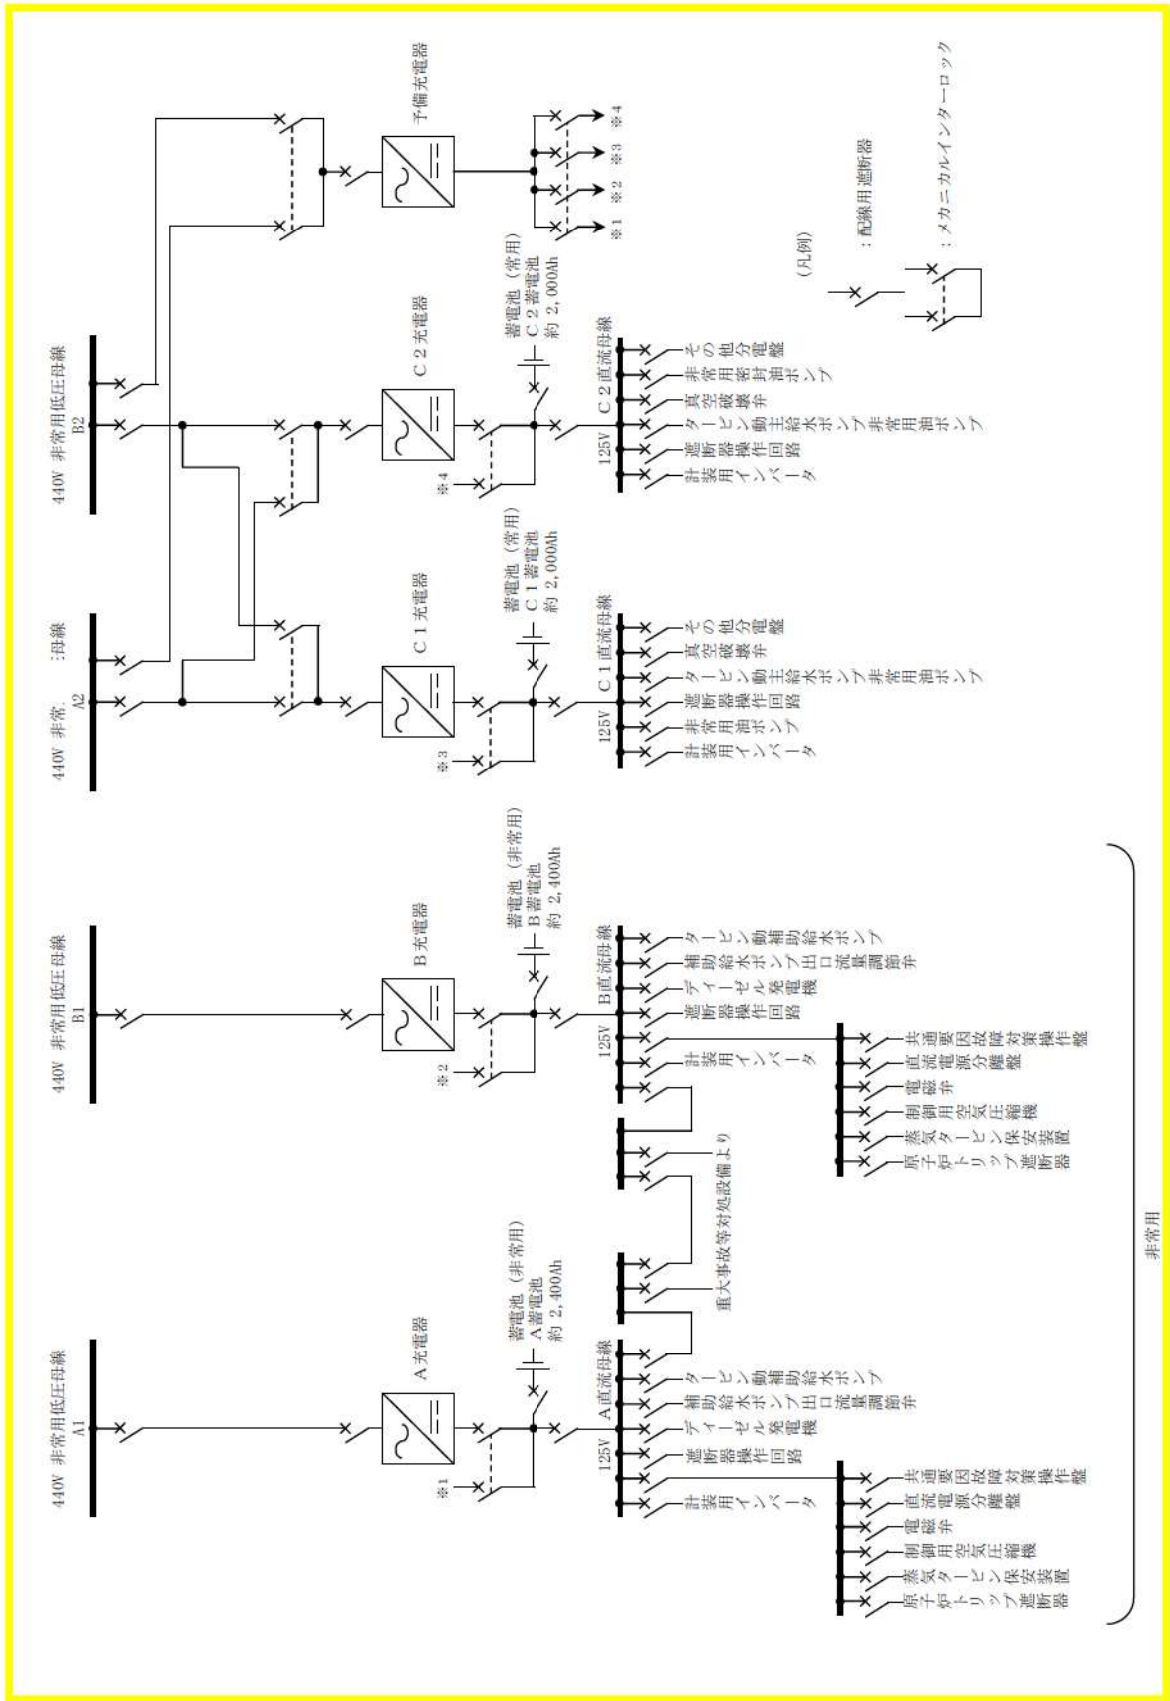 440V 非常用低圧母線
A1
440V 非常用低圧母線
B1
440V 非常.
:母線
A2
440V 非常用低圧母線
B2
A充電器
B充電器
C1充電器
C2充電器
予備充電器
※1
※2
※3
※4
※1
※2
※3
※4
蓄電池（非常用）
A蓄電池
約 2,400Ah
蓄電池（非常用）
B蓄電池
約 2,400Ah
蓄電池（常用）
C1蓄電池
約 2,000Ah
蓄電池（常用）
C2蓄電池
約 2,000Ah
125V A直流母線
125V B直流母線
125V C1直流母線
125V C2直流母線
計装用インバータ
遮断器操作回路
ディーゼル発電機
補助給水ポンプ出口流量調節弁
タービン動補助給水ポンプ
重大事故等対処設備より
計装用インバータ
遮断器操作回路
ディーゼル発電機
補助給水ポンプ出口流量調節弁
タービン動補助給水ポンプ
計装用インバータ
非常用油ポンプ
遮断器操作回路
タービン動主給水ポンプ非常用油ポンプ
真空破壊弁
その他分電盤
計装用インバータ
遮断器操作回路
タービン動主給水ポンプ非常用油ポンプ
真空破壊弁
非常用密封油ポンプ
その他分電盤
原子炉トリップ遮断器
蒸気タービン保安装置
制御用空気圧縮機
電磁弁
直流電源分離盤
共通要因故障対策操作盤
原子炉トリップ遮断器
蒸気タービン保安装置
制御用空気圧縮機
電磁弁
直流電源分離盤
共通要因故障対策操作盤
(凡例)
：配線用遮断器
：メカニカルインターロック
非常用